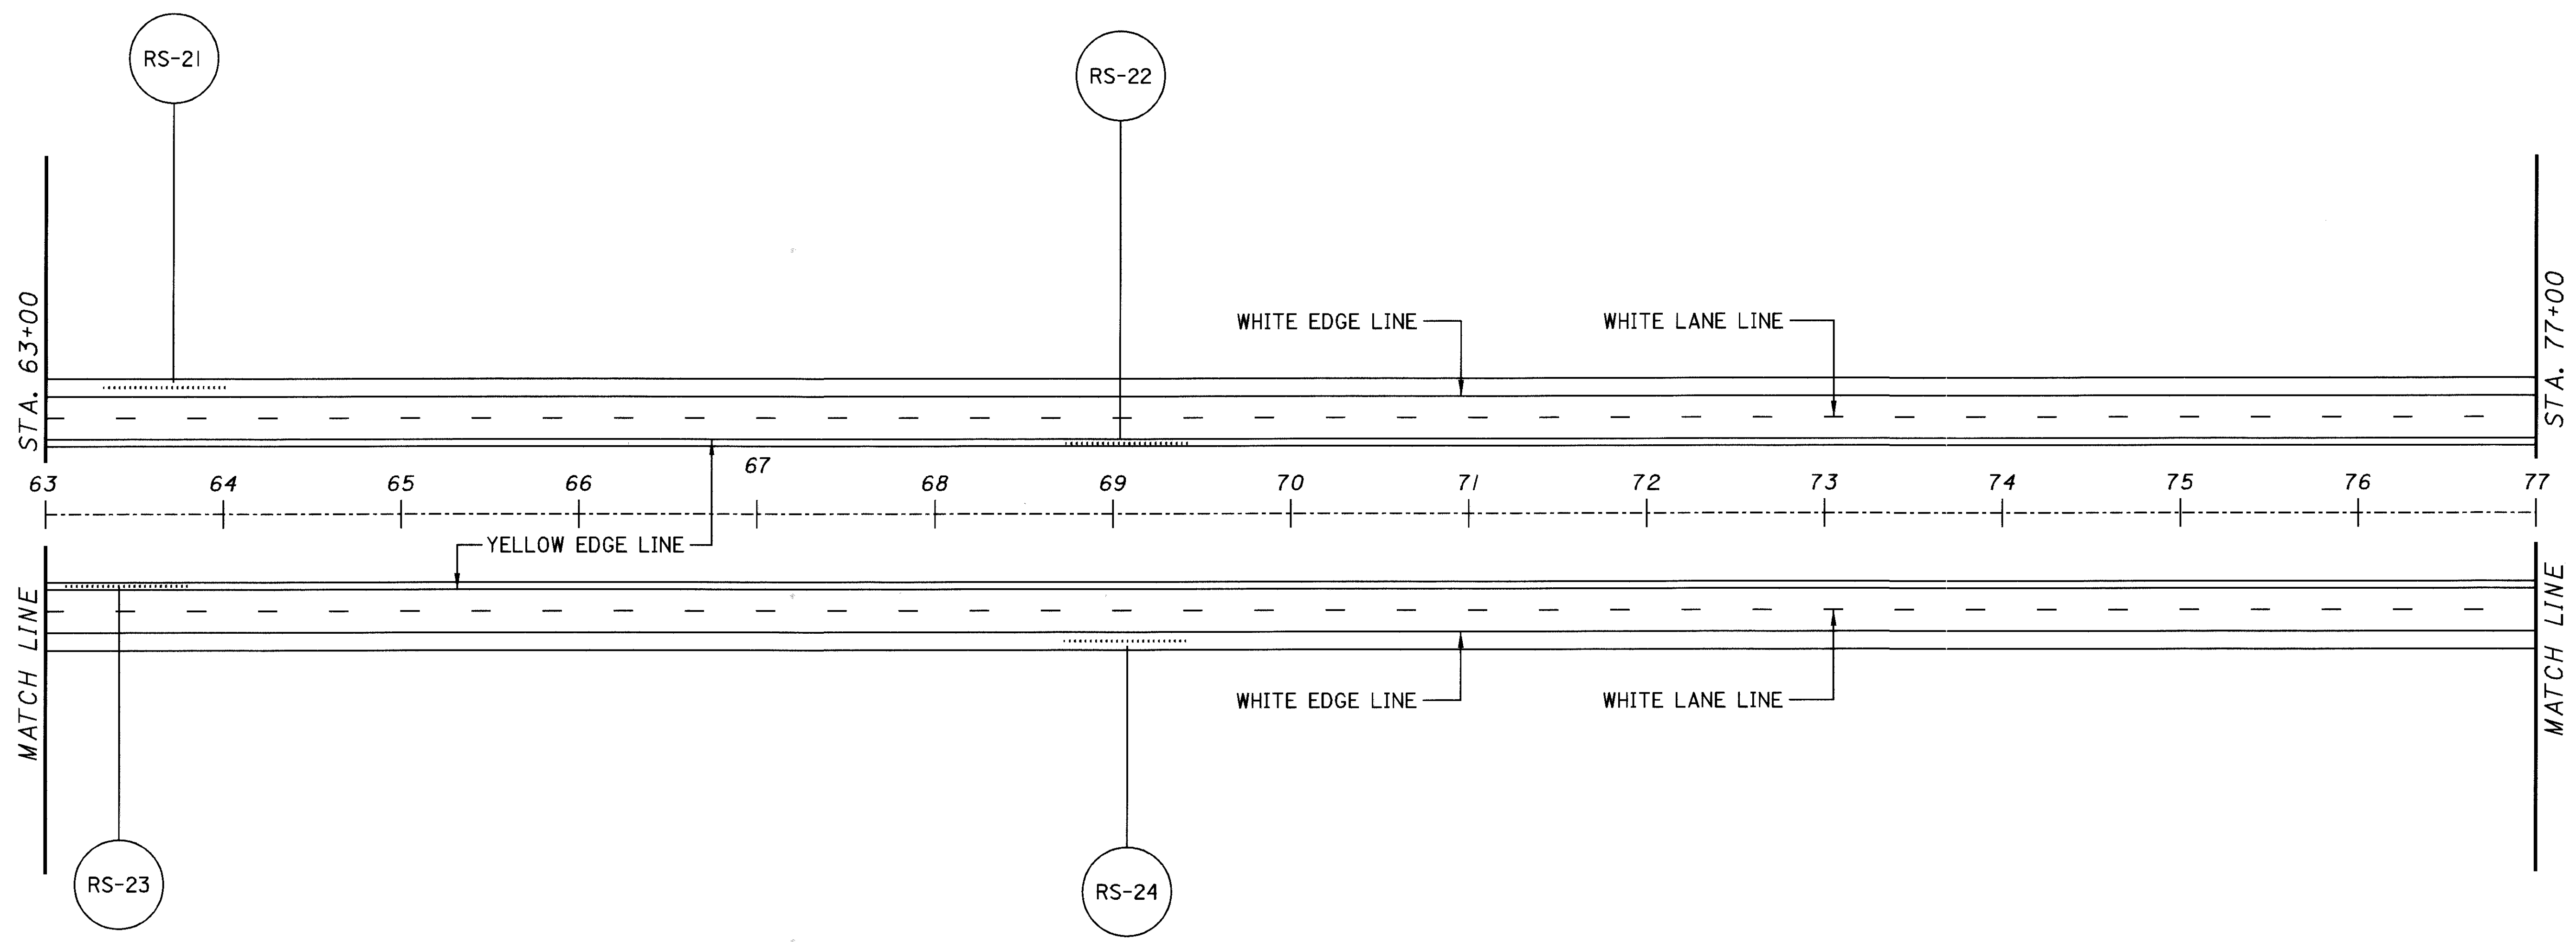 RS-21
RS-22
STA. 63+00
STA. 77+00
WHITE EDGE LINE
WHITE LANE LINE
63 64 65 66 67 68 69 70 71 72 73 74 75 76 77
YELLOW EDGE LINE
MATCH LINE
MATCH LINE
WHITE EDGE LINE
WHITE LANE LINE
RS-23
RS-24